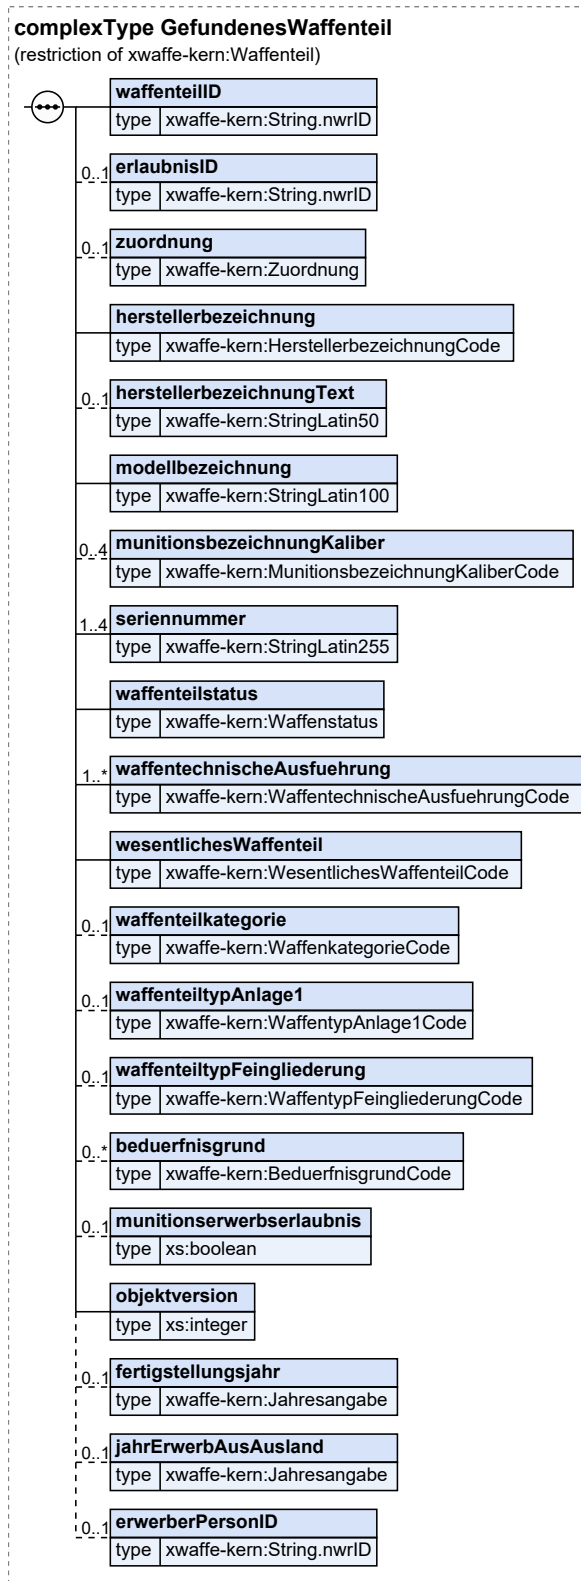 complexType GefundenesWaffenteil
(restriction of xwaffe-kern:Waffenteil)
waffenteilID
type xwaffe-kern:String.nwrID
0..1 erlaubnisID
type xwaffe-kern:String.nwrID
0..1 zuordnung
type xwaffe-kern:Zuordnung
herstellerbezeichnung
type xwaffe-kern:HerstellerbezeichnungCode
0..1 herstellerbezeichnungText
type xwaffe-kern:StringLatin50
modellbezeichnung
type xwaffe-kern:StringLatin100
0..4 munitionsbezeichnungKaliber
type xwaffe-kern:MunitionsbezeichnungKaliberCode
1..4 seriennummer
type xwaffe-kern:StringLatin255
waffenteilstatus
type xwaffe-kern:Waffenstatus
1..* waffentechnischeAusfuehrung
type xwaffe-kern:WaffentechnischeAusfuehrungCode
wesentlichesWaffenteil
type xwaffe-kern:WesentlichesWaffenteilCode
0..1 waffenteilkategorie
type xwaffe-kern:WaffenkategorieCode
0..1 waffenteiltypAnlage1
type xwaffe-kern:WaffentypAnlage1Code
0..1 waffenteiltypFeingliederung
type xwaffe-kern:WaffentypFeingliederungCode
0..* beduerfnisgrund
type xwaffe-kern:BeduerfnisgrundCode
0..1 munitionserwerbserlaubnis
type xs:boolean
objektversion
type xs:integer
0..1 fertigstellungsjahr
type xwaffe-kern:Jahresangabe
0..1 jahrErwerbAusAusland
type xwaffe-kern:Jahresangabe
0..1 erwerberPersonID
type xwaffe-kern:String.nwrID